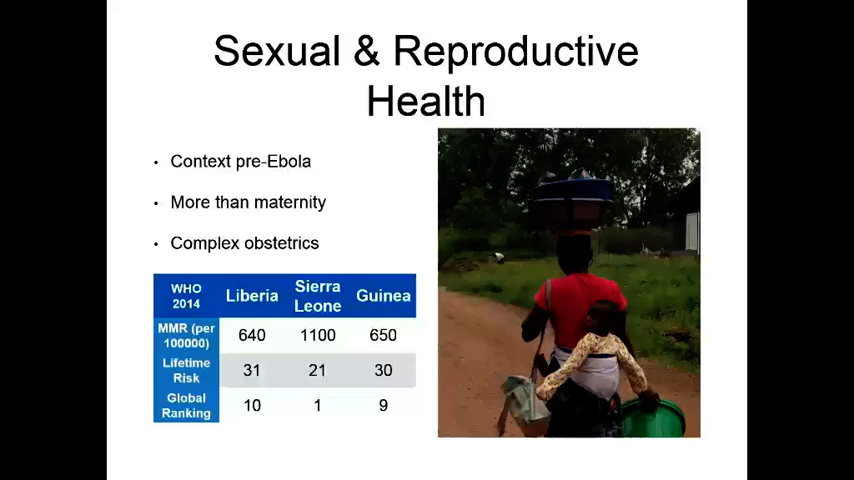 Sexual & Reproductive
Health
• Context pre-Ebola
• More than maternity
• Complex obstetrics
WHO 2014 Liberia Sierra Leone Guinea
MMR (per 100000) 640 1100 650
Lifetime Risk 31 21 30
Global Ranking 10 1 9